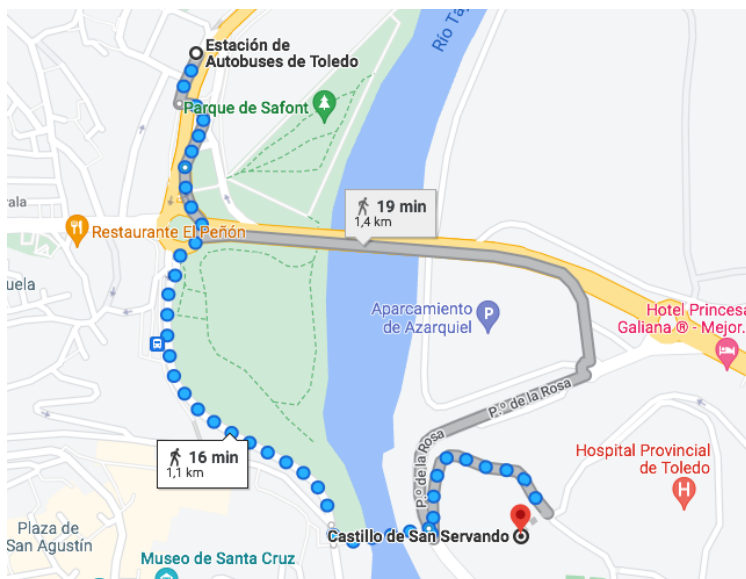 Estación de
Autobuses de Toledo
Río Ta
Parque de Safont
19 min
1,4 km
ala
Restaurante El Peñón
uela
Aparcamiento
de Azarquiel
P
Hotel Princesa
Galiana ® - Mejor...
P.º de la Rosa
P.º de la Rosa
16 min
1,1 km
Hospital Provincial
de Toledo
H
Castillo de San Servando
Plaza de
San Agustín
Museo de Santa Cruz